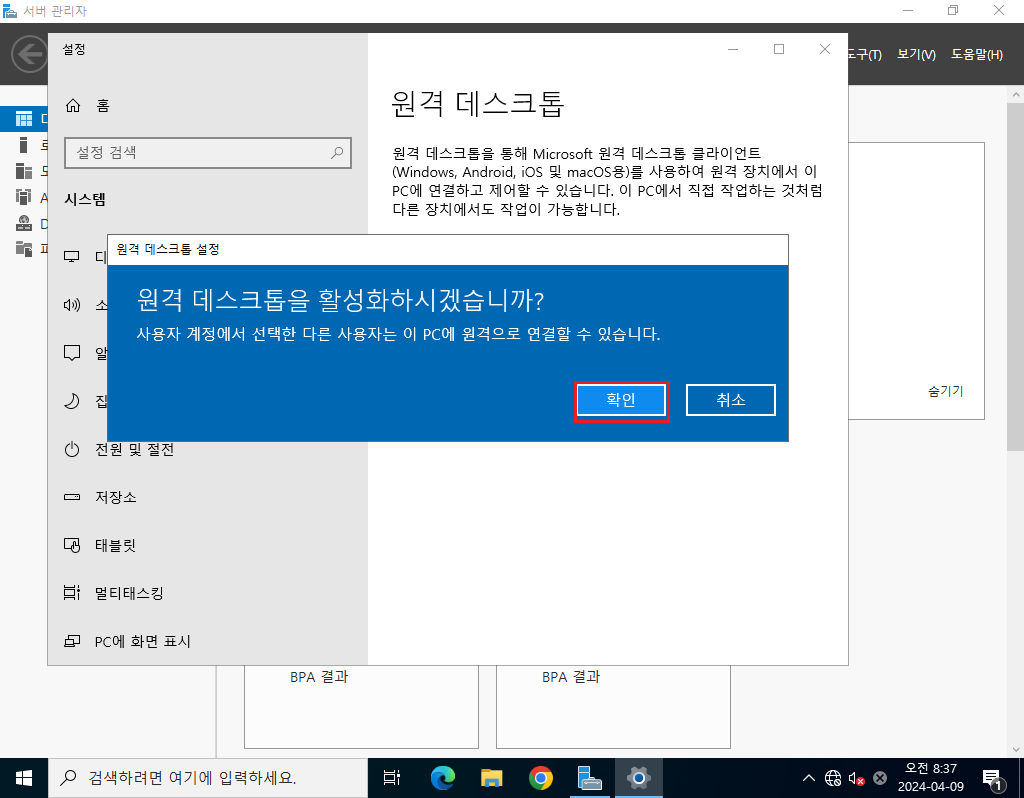 서버 관리자
도구(T) 보기(V) 도움말(H)
설정
홈
설정 검색
시스템
소
알
집
전원 및 절전
저장소
태블릿
멀티태스킹
PC에 화면 표시
원격 데스크톱
원격 데스크톱을 통해 Microsoft 원격 데스크톱 클라이언트
(Windows, Android, iOS 및 macOS용)를 사용하여 원격 장치에서 이
PC에 연결하고 제어할 수 있습니다. 이 PC에서 직접 작업하는 것처럼
다른 장치에서도 작업이 가능합니다.
원격 데스크톱 설정
원격 데스크톱을 활성화하시겠습니까?
사용자 계정에서 선택한 다른 사용자는 이 PC에 원격으로 연결할 수 있습니다.
확인
취소
숨기기
BPA 결과
BPA 결과
검색하려면 여기에 입력하세요.
오전 8:37
2024-04-09
1